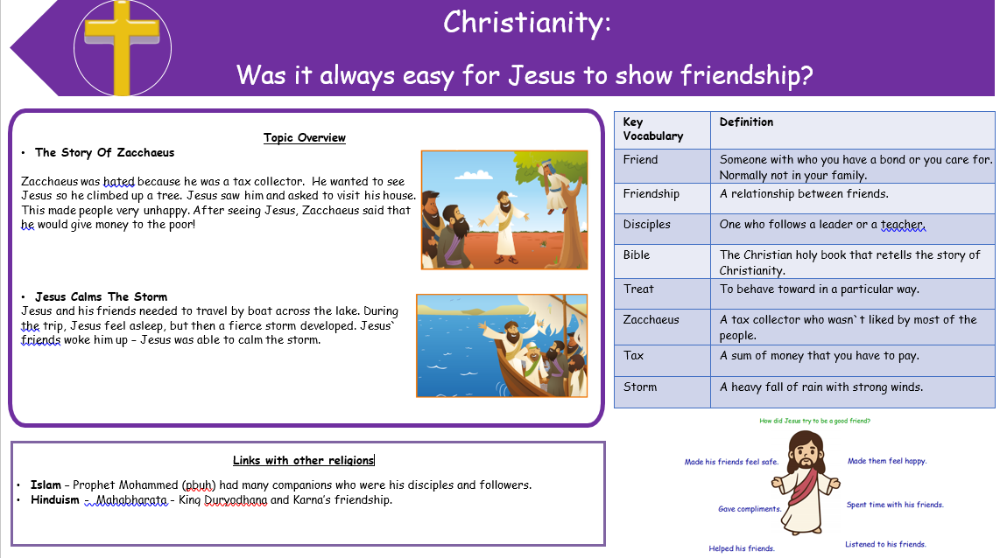 Christianity:
Was it always easy for Jesus to show friendship?
Topic Overview
• The Story Of Zacchaeus
Zacchaeus was hated because he was a tax collector. He wanted to see
Jesus so he climbed up a tree. Jesus saw him and asked to visit his house.
This made people very unhappy. After seeing Jesus, Zacchaeus said that
he would give money to the poor!
• Jesus Calms The Storm
Jesus and his friends needed to travel by boat across the lake. During
the trip, Jesus feel asleep, but then a fierce storm developed. Jesus`
friends woke him up – Jesus was able to calm the storm.
Links with other religions
• Islam – Prophet Mohammed (pbuh) had many companions who were his disciples and followers.
• Hinduism – Mahabharata - King Duryodhana and Karna's friendship.
Key Vocabulary
Definition
Friend
Someone with who you have a bond or you care for.
Normally not in your family.
Friendship
A relationship between friends.
Disciples
One who follows a leader or a teacher.
Bible
The Christian holy book that retells the story of
Christianity.
Treat
To behave toward in a particular way.
Zacchaeus
A tax collector who wasn`t liked by most of the
people.
Tax
A sum of money that you have to pay.
Storm
A heavy fall of rain with strong winds.
How did Jesus try to be a good friend?
Made his friends feel safe.
Made them feel happy.
Gave compliments.
Spent time with his friends.
Helped his friends.
Listened to his friends.